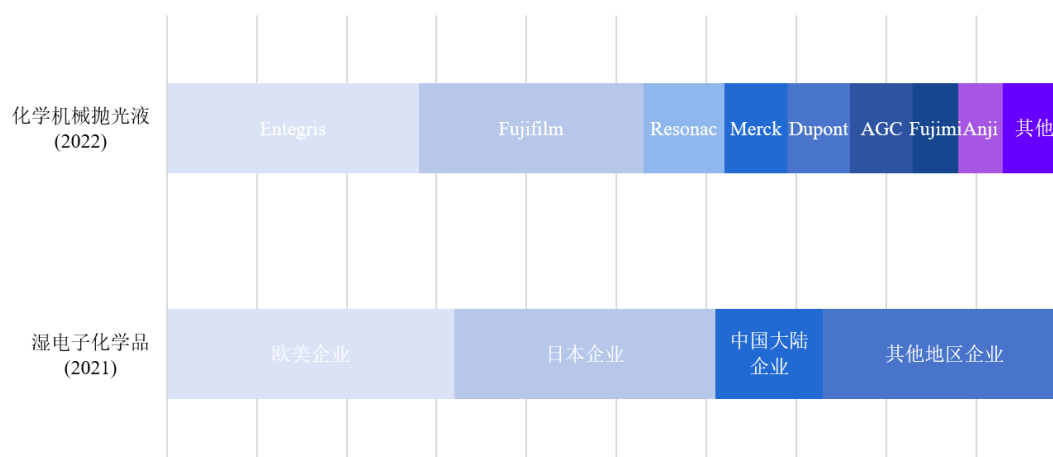 化学机械抛光液
(2022)
Entegris
Fujifilm
Resonac
Merck
Dupont
AGC
Fujimi
Anji
其他
湿电子化学品
(2021)
欧美企业
日本企业
中国大陆
企业
其他地区企业